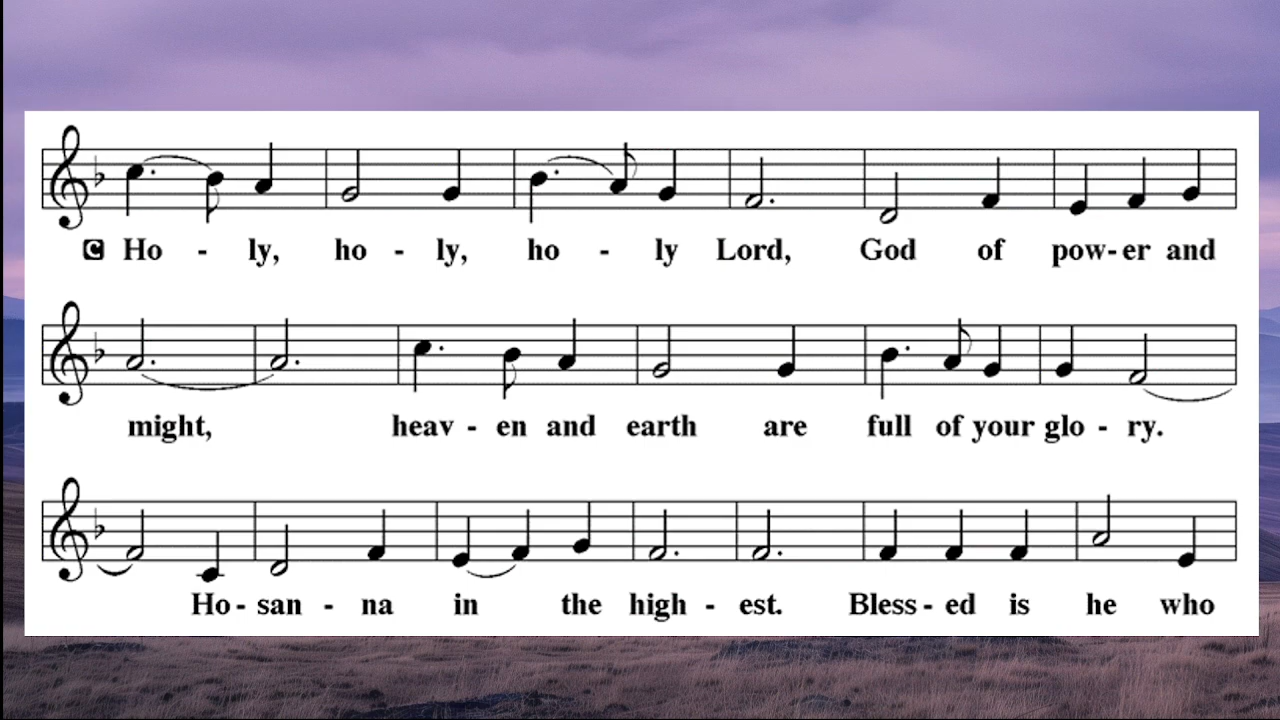 C Ho - ly, ho - ly, ho - ly Lord, God of pow - er and
might, heav - en and earth are full of your glo - ry.
Ho - san - na in the high - est. Bless - ed is he who